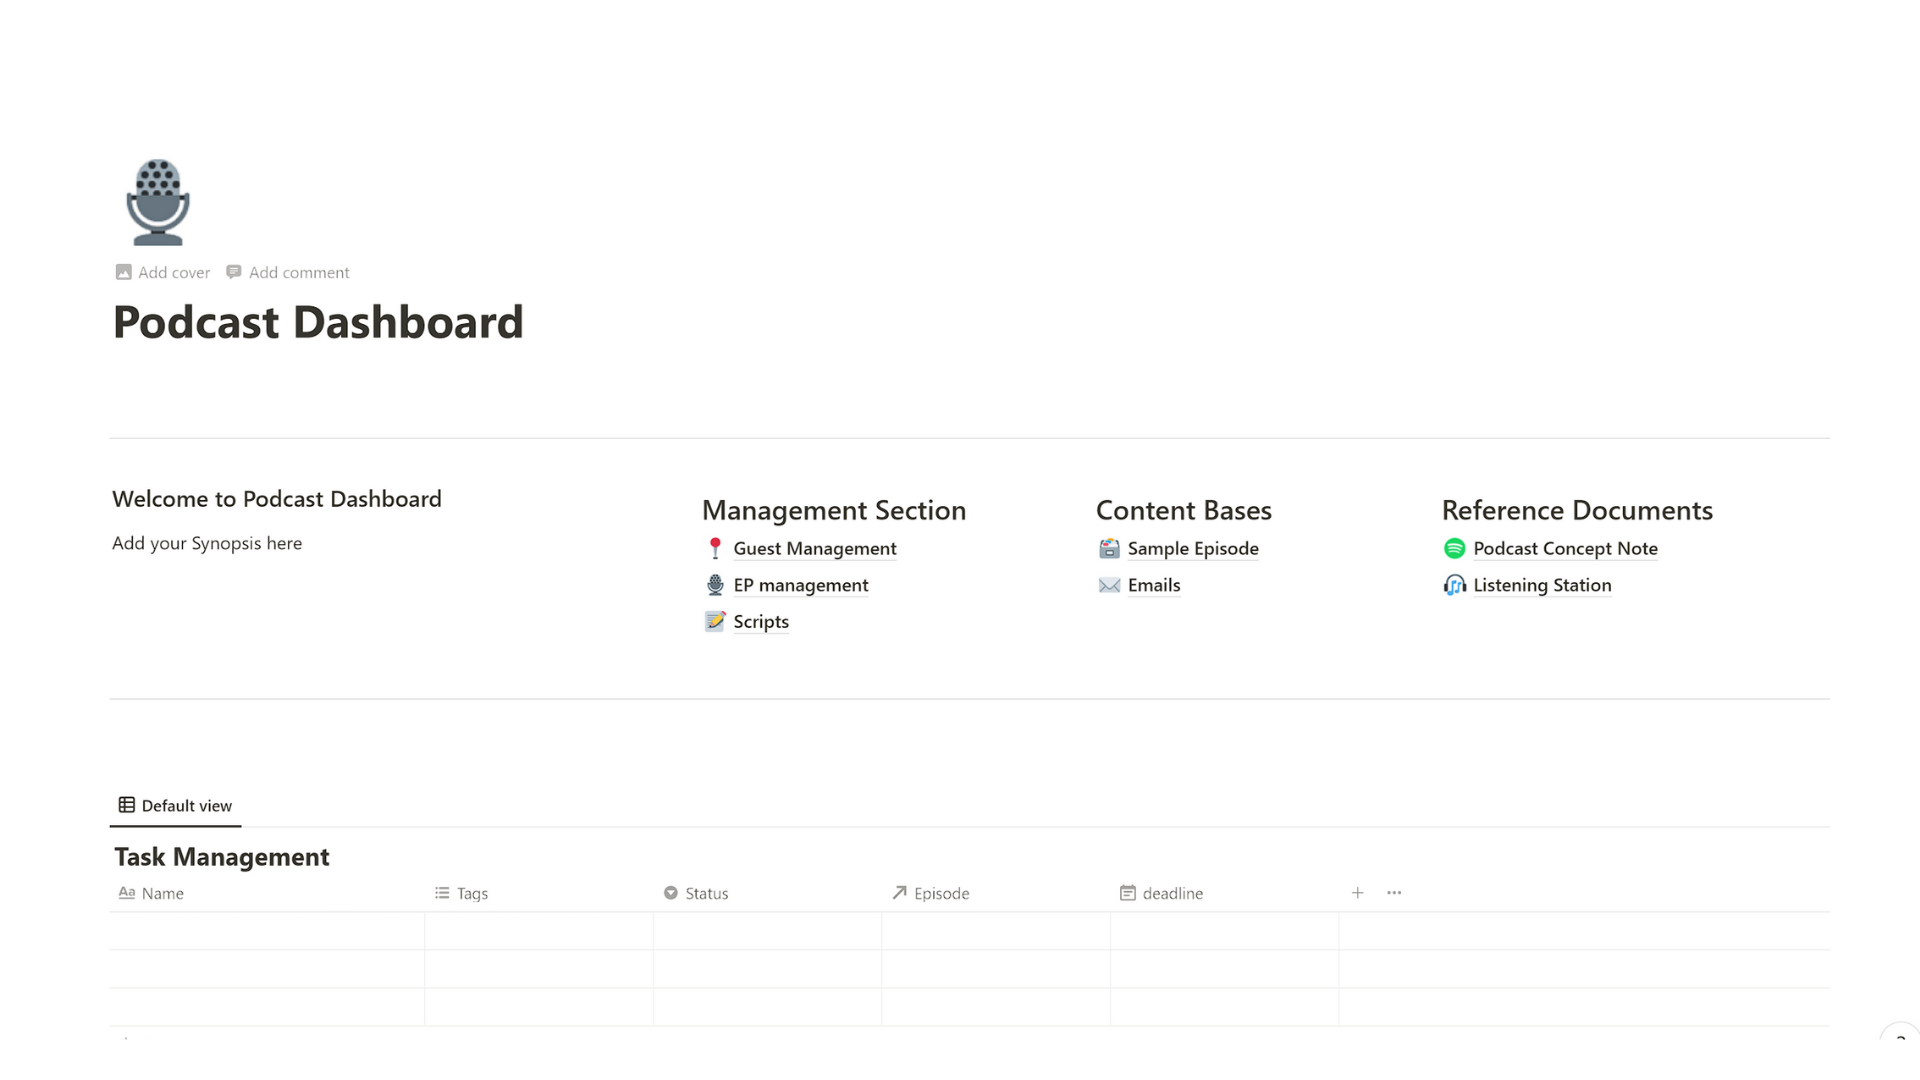 Add cover Add comment
Podcast Dashboard
Welcome to Podcast Dashboard
Add your Synopsis here
Management Section
Guest Management
EP management
Scripts
Content Bases
Sample Episode
Emails
Reference Documents
Podcast Concept Note
Listening Station
Default view
Task Management
Aa Name Tags Status Episode deadline + ...